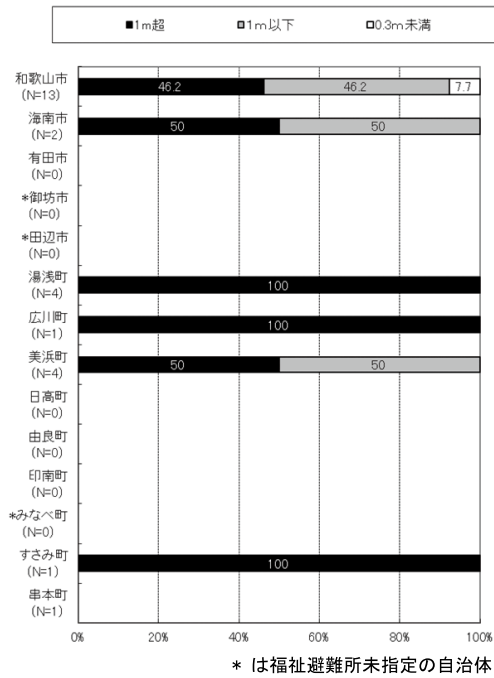 ■1m超 ■1m以下 □0.3m未満
和歌山市
(N=13)
46.2 46.2 7.7
海南市
(N=2)
50 50
有田市
(N=0)
*御坊市
(N=0)
*田辺市
(N=0)
湯浅町
(N=4)
100
広川町
(N=1)
100
美浜町
(N=4)
50 50
日高町
(N=0)
由良町
(N=0)
印南町
(N=0)
*みなべ町
(N=0)
すさみ町
(N=1)
100
串本町
(N=1)
0% 20% 40% 60% 80% 100%
* は福祉避難所未指定の自治体